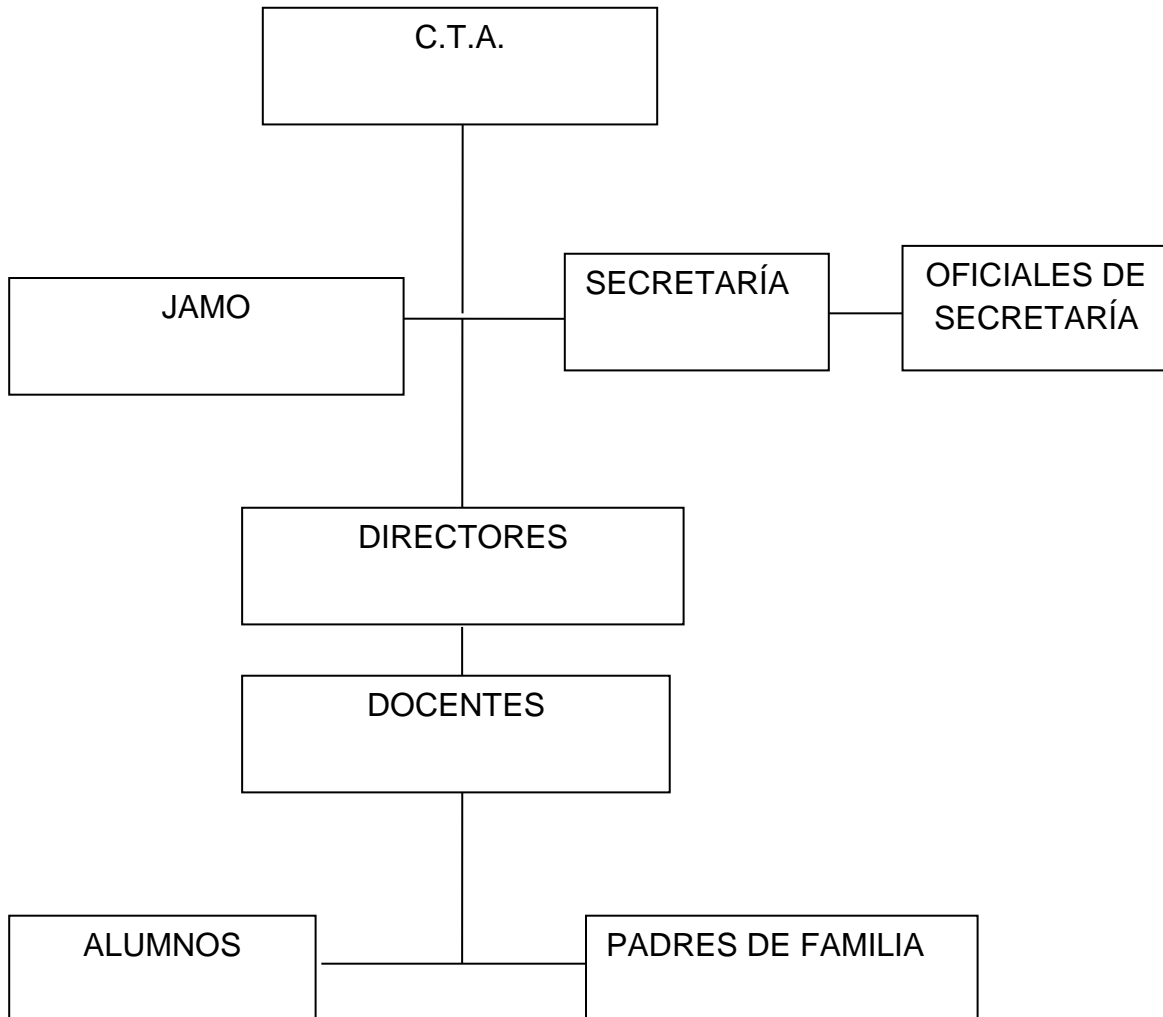 C.T.A.
JAMO
SECRETARÍA
OFICIALES DE
SECRETARÍA
DIRECTORES
DOCENTES
ALUMNOS
PADRES DE FAMILIA